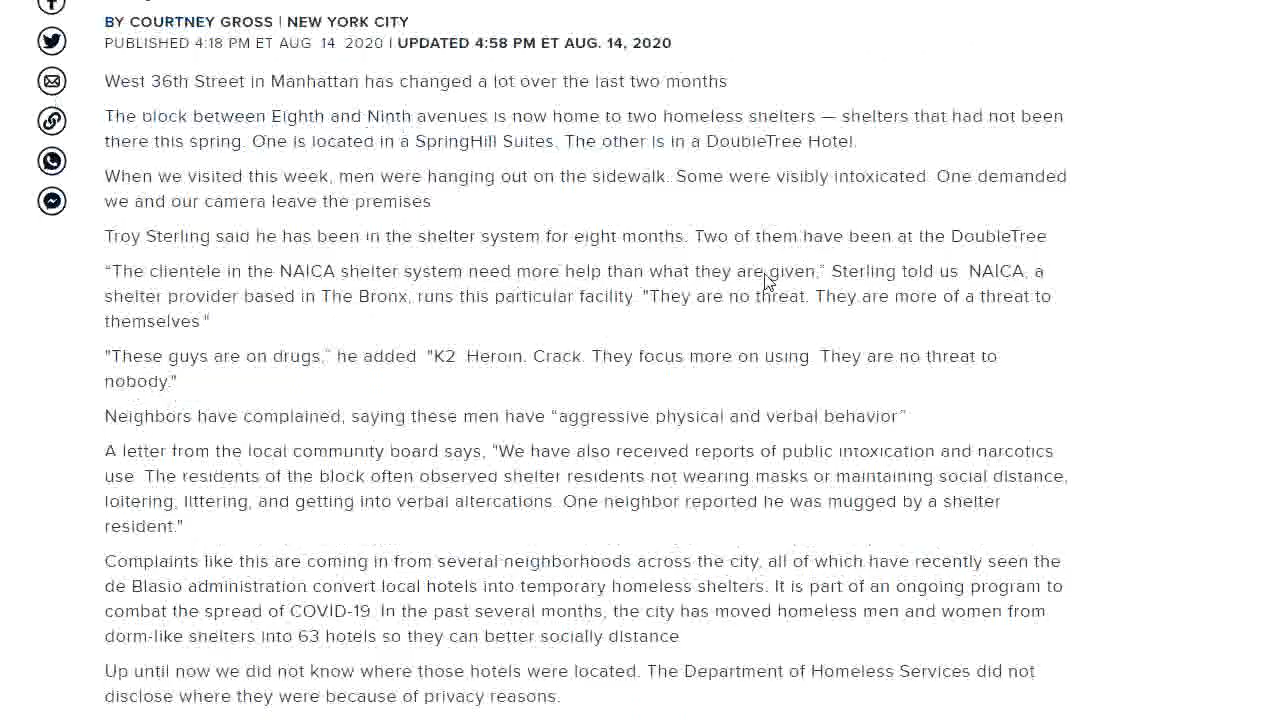 BY COURTNEY GROSS | NEW YORK CITY
PUBLISHED 4:18 PM ET AUG 14 2020 | UPDATED 4:58 PM ET AUG. 14, 2020
West 36th Street in Manhattan has changed a lot over the last two months
The block between Eighth and Ninth avenues is now home to two homeless shelters — shelters that had not been
there this spring. One is located in a SpringHill Suites. The other is in a DoubleTree Hotel.
When we visited this week, men were hanging out on the sidewalk. Some were visibly intoxicated. One demanded
we and our camera leave the premises
Troy Sterling said he has been in the shelter system for eight months. Two of them have been at the DoubleTree
“The clientele in the NAICA shelter system need more help than what they are given,” Sterling told us NAICA, a
shelter provider based in The Bronx, runs this particular facility "They are no threat. They are more of a threat to
themselves "
"These guys are on drugs," he added "K2 Heroin. Crack. They focus more on using They are no threat to
nobody."
Neighbors have complained, saying these men have “aggressive physical and verbal behavior”
A letter from the local community board says, "We have also received reports of public intoxication and narcotics
use The residents of the block often observed shelter residents not wearing masks or maintaining social distance,
loitering, littering, and getting into verbal altercations. One neighbor reported he was mugged by a shelter
resident."
Complaints like this are coming in from several neighborhoods across the city, all of which have recently seen the
de Blasio administration convert local hotels into temporary homeless shelters. It is part of an ongoing program to
combat the spread of COVID-19 In the past several months, the city has moved homeless men and women from
dorm-like shelters into 63 hotels so they can better socially distance
Up until now we did not know where those hotels were located. The Department of Homeless Services did not
disclose where they were because of privacy reasons.